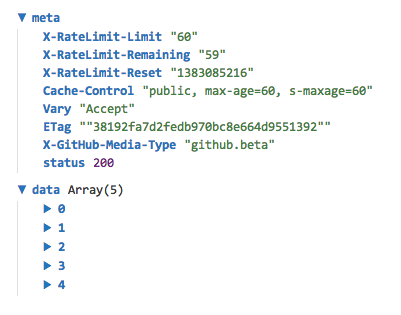 ▼ meta
X-RateLimit-Limit "60"
X-RateLimit-Remaining "59"
X-RateLimit-Reset "1383085216"
Cache-Control "public, max-age=60, s-maxage=60"
Vary "Accept"
ETag ""38192fa7d2fedb970bc8e664d9551392""
X-GitHub-Media-Type "github.beta"
status 200
▼ data Array(5)
▶ 0
▶ 1
▶ 2
▶ 3
▶ 4